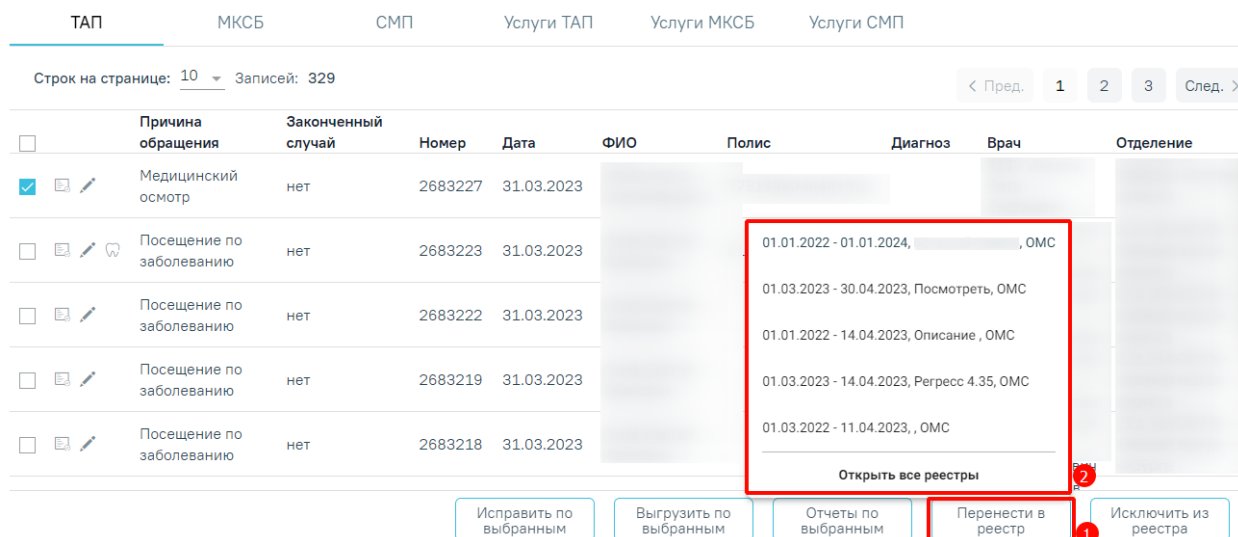 ТАП МКСБ СМП Услуги ТАП Услуги МКСБ Услуги СМП
Строк на странице: 10 Записей: 329 < Пред. 1 2 3 След. >
Причина обращения Законченный случай Номер Дата ФИО Полис Диагноз Врач Отделение
Медицинский осмотр нет 2683227 31.03.2023
Посещение по заболеванию нет 2683223 31.03.2023
Посещение по заболеванию нет 2683222 31.03.2023
Посещение по заболеванию нет 2683219 31.03.2023
Посещение по заболеванию нет 2683218 31.03.2023
01.01.2022 - 01.01.2024, , ОМС
01.03.2023 - 30.04.2023, Посмотреть, ОМС
01.01.2022 - 14.04.2023, Описание , ОМС
01.03.2023 - 14.04.2023, Регресс 4.35, ОМС
01.03.2022 - 11.04.2023, , ОМС
Открыть все реестры
2
Исправить по выбранным
Выгрузить по выбранным
Отчеты по выбранным
Перенести в реестр
1
Исключить из реестра